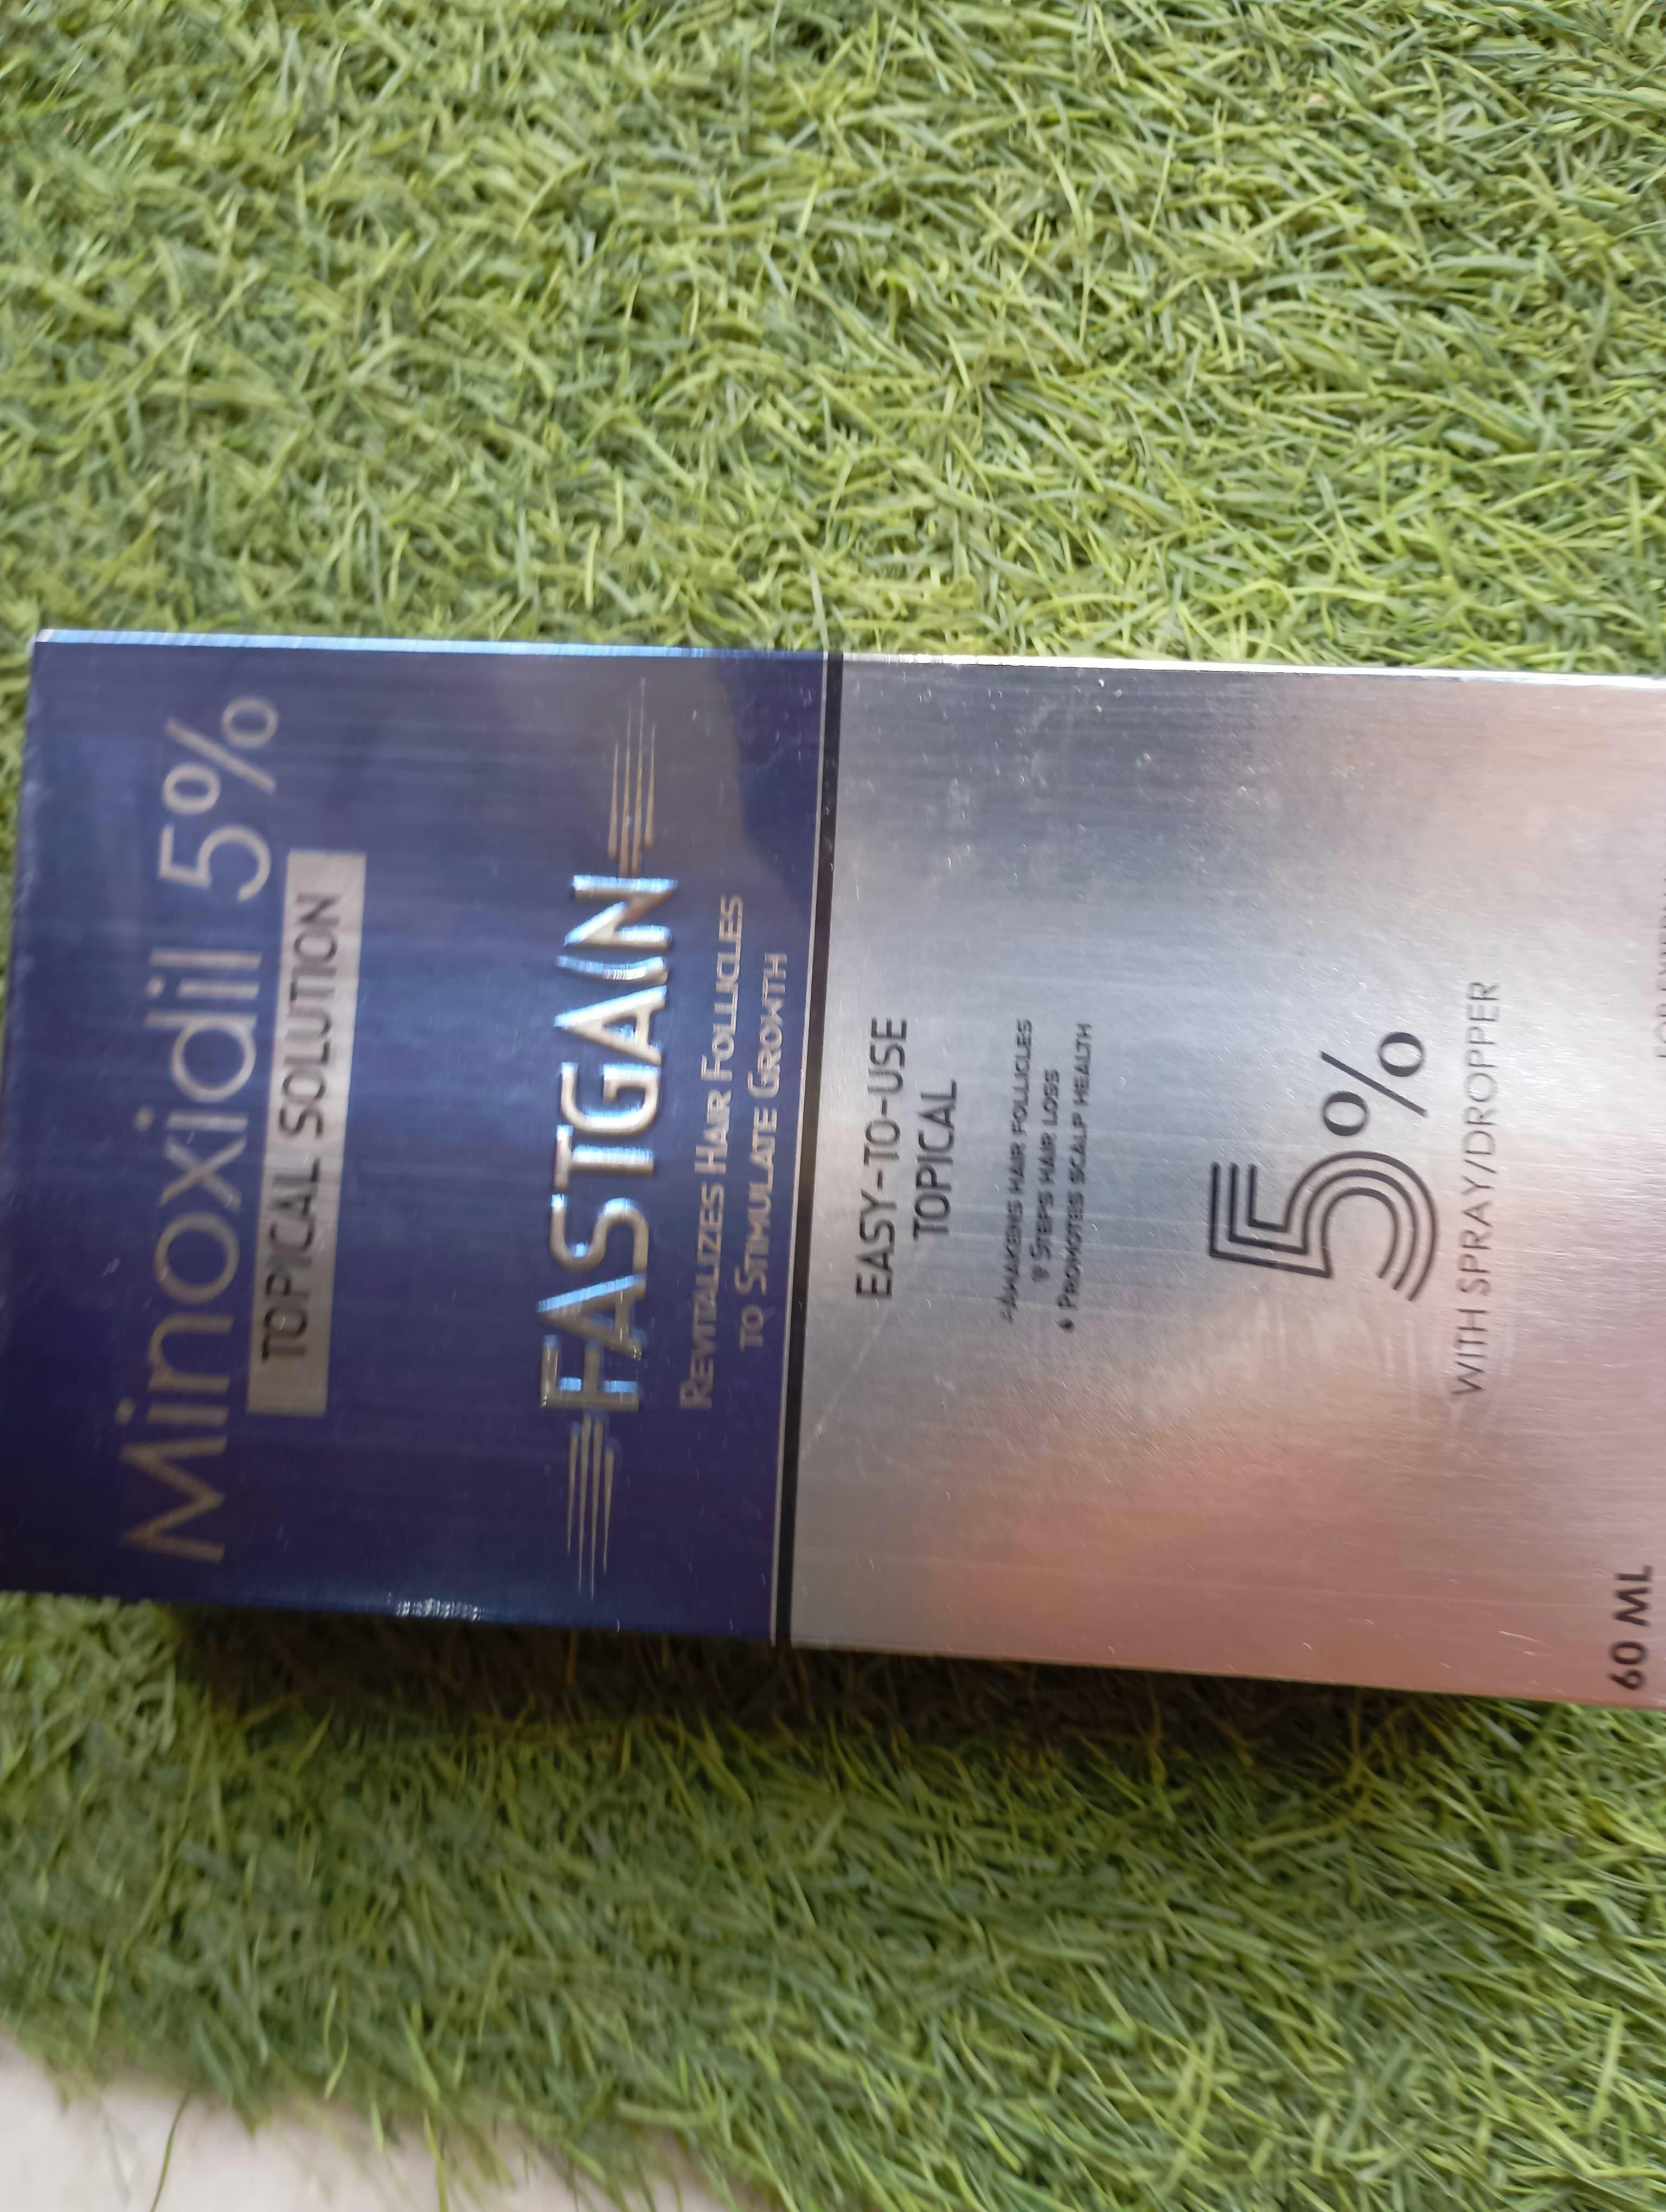 Minoxidil 5%
TOPICAL SOLUTION
FASTGAIN
REVITALIZES HAIR FOLLICLES
TO STIMULATE GROWTH
EASY-TO-USE
TOPICAL
AWAKENS HAIR FOLLICLES
STEPS HAIR LOSS
PROMOTES SCALP HEALTH
5%
WITH SPRAY/DROPPER
60 ML